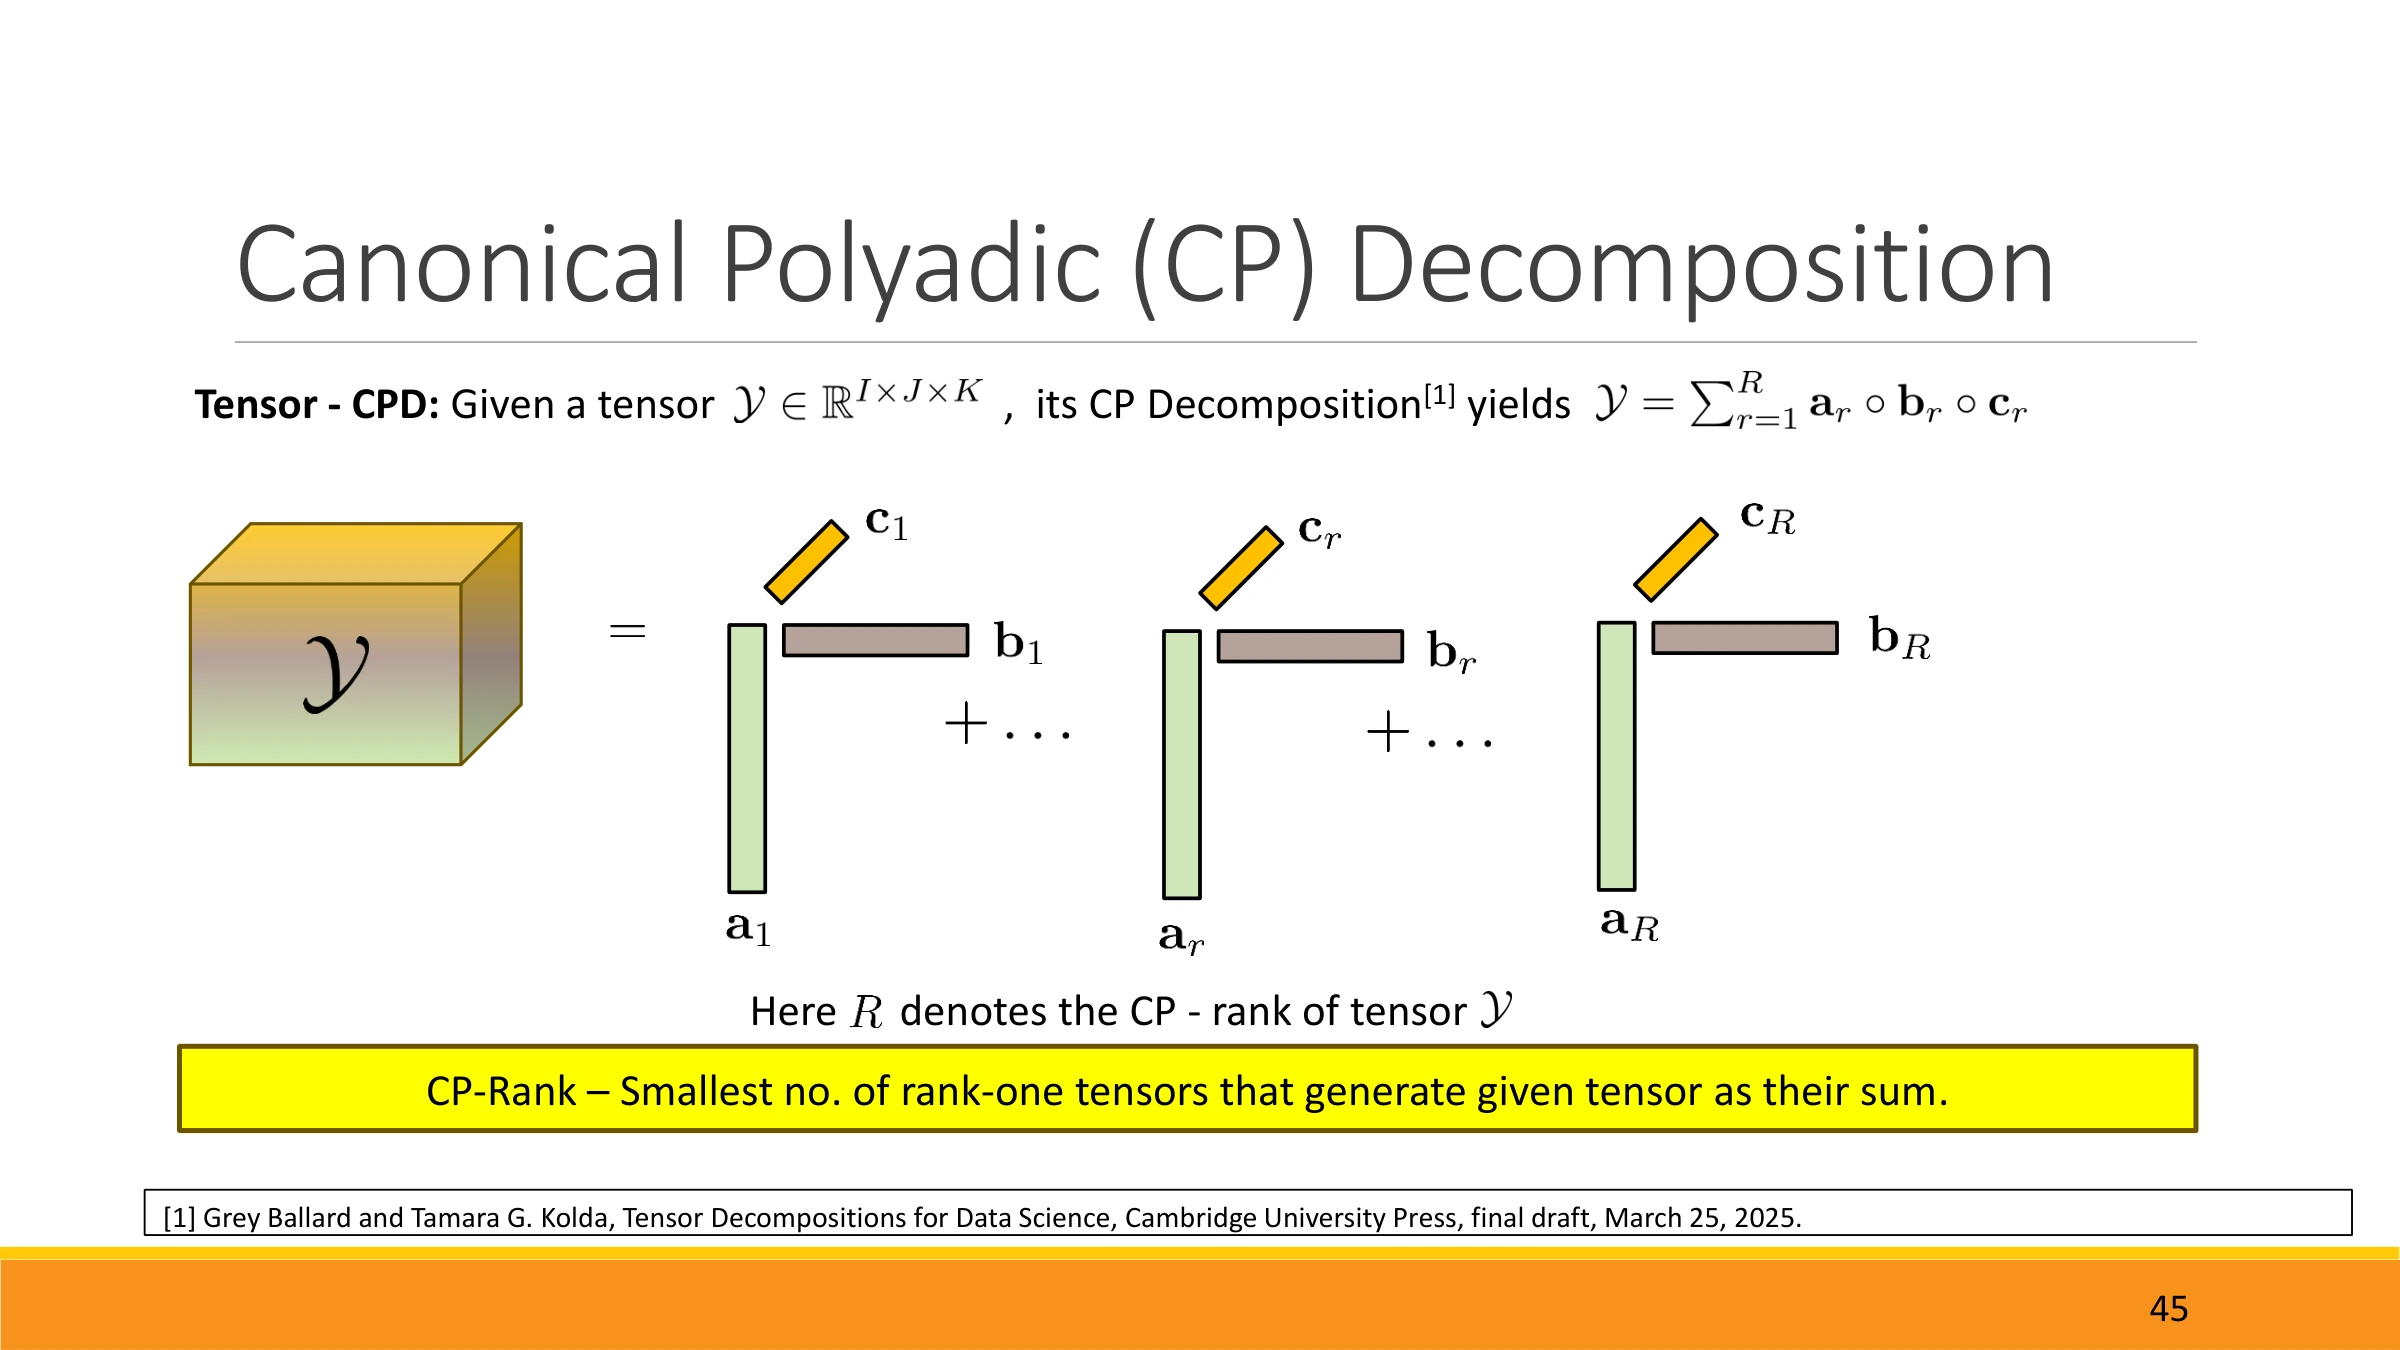 Canonical Polyadic (CP) Decomposition
Tensor - CPD: Given a tensor 𝒴 ∈ ℝ^{I×J×K} , its CP Decomposition[1] yields 𝒴 = ∑_{r=1}^{R} a_r ∘ b_r ∘ c_r
𝒴
=
c_1
b_1
a_1
+ . . .
c_r
b_r
a_r
+ . . .
c_R
b_R
a_R
Here R denotes the CP - rank of tensor 𝒴
CP-Rank – Smallest no. of rank-one tensors that generate given tensor as their sum.
[1] Grey Ballard and Tamara G. Kolda, Tensor Decompositions for Data Science, Cambridge University Press, final draft, March 25, 2025.
45